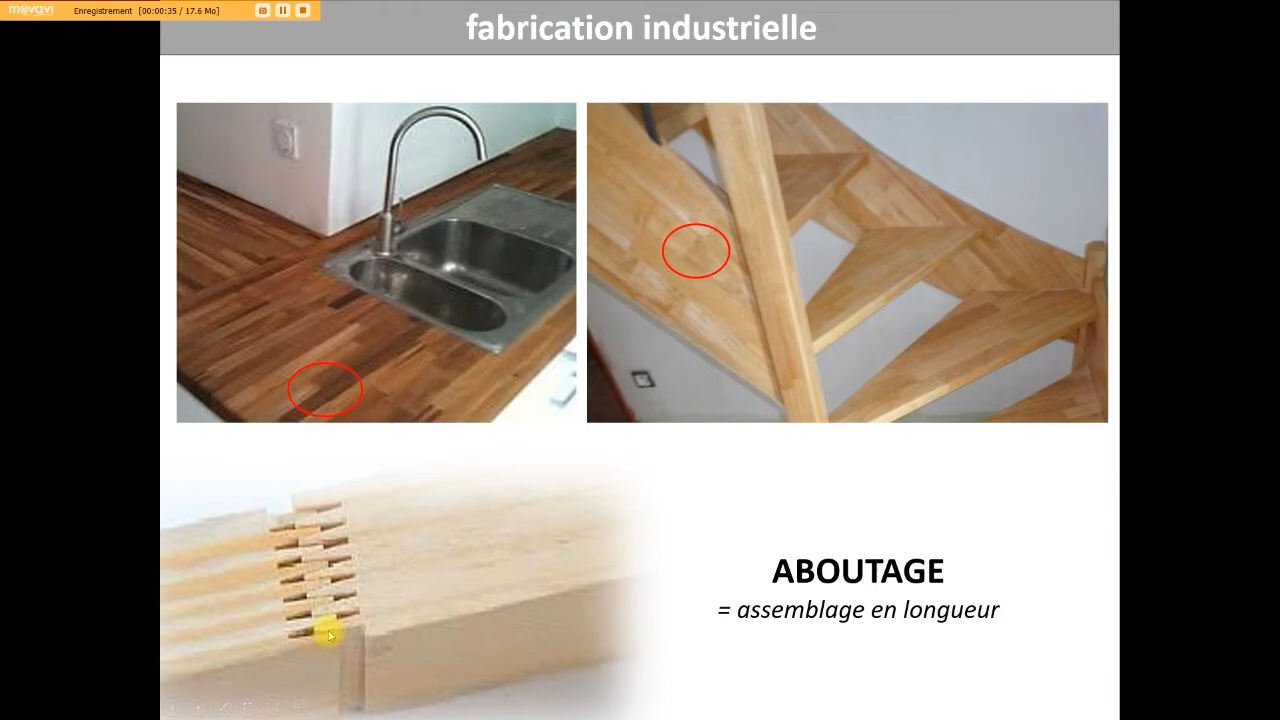 movavi
Enregistrement [00:00:35 / 17.6 Mo]
fabrication industrielle
ABOUTAGE
= assemblage en longueur